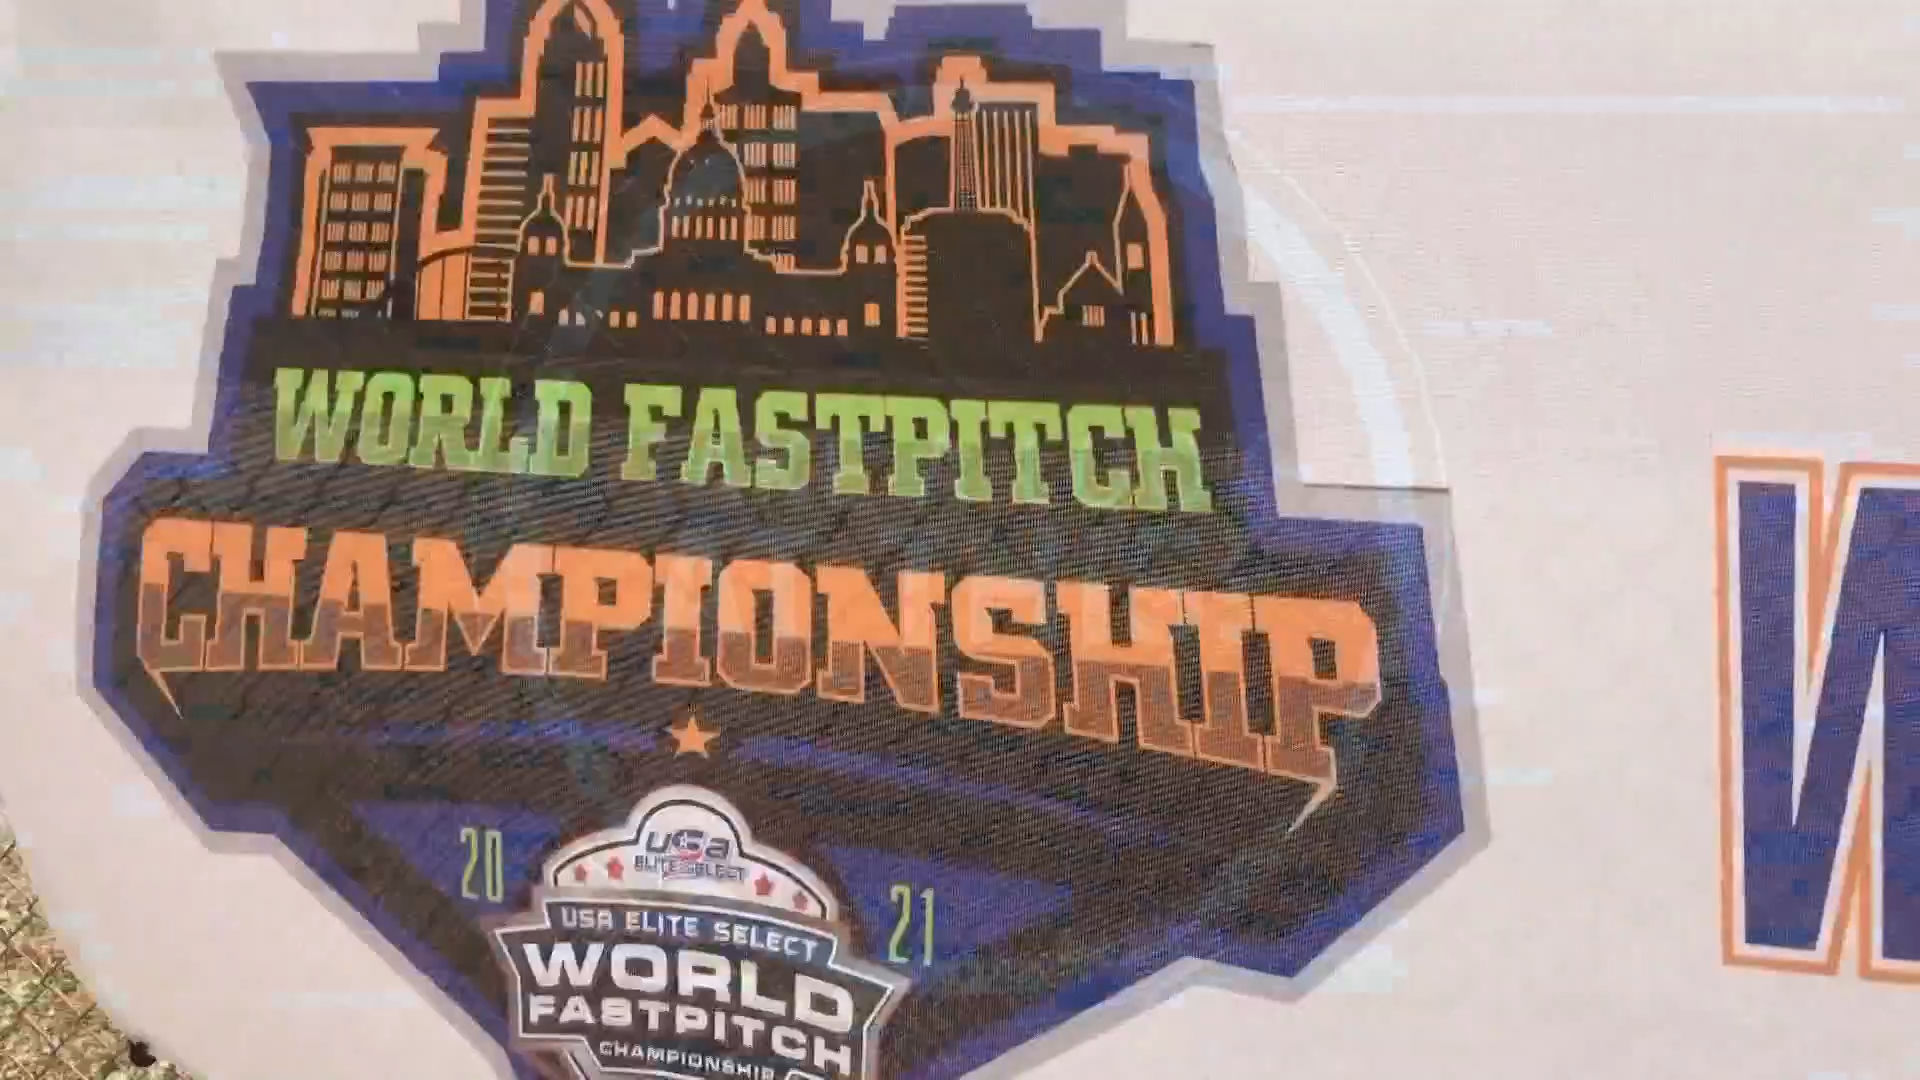 WORLD FASTPITCH
CHAMPIONSHIP
20 21
usa
ELITE SELECT
USA ELITE SELECT
WORLD
FASTPITCH
CHAMPIONSHIP
W